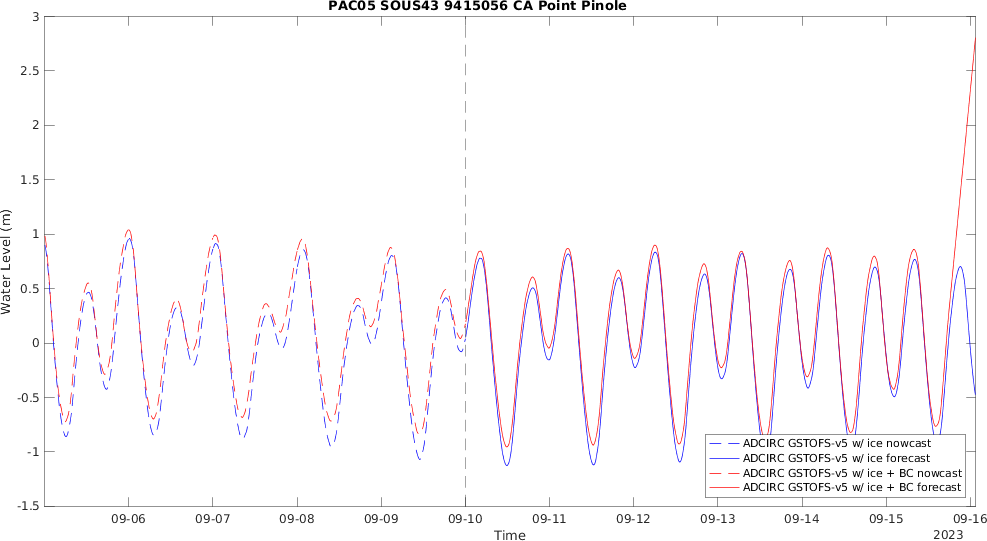 PAC05 SOUS43 9415056 CA Point Pinole
3
2.5
2
1.5
1
0.5
0
-0.5
-1
-1.5
Water Level (m)
09-06 09-07 09-08 09-09 09-10 09-11 09-12 09-13 09-14 09-15 09-16
Time
2023
ADCIRC GSTOFS-v5 w/ ice nowcast
ADCIRC GSTOFS-v5 w/ ice forecast
ADCIRC GSTOFS-v5 w/ ice + BC nowcast
ADCIRC GSTOFS-v5 w/ ice + BC forecast